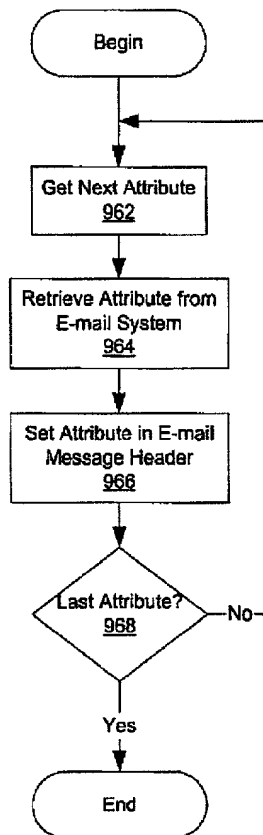 Begin
Get Next Attribute
962
Retrieve Attribute from
E-mail System
964
Set Attribute in E-mail
Message Header
966
Last Attribute?
968
No
Yes
End